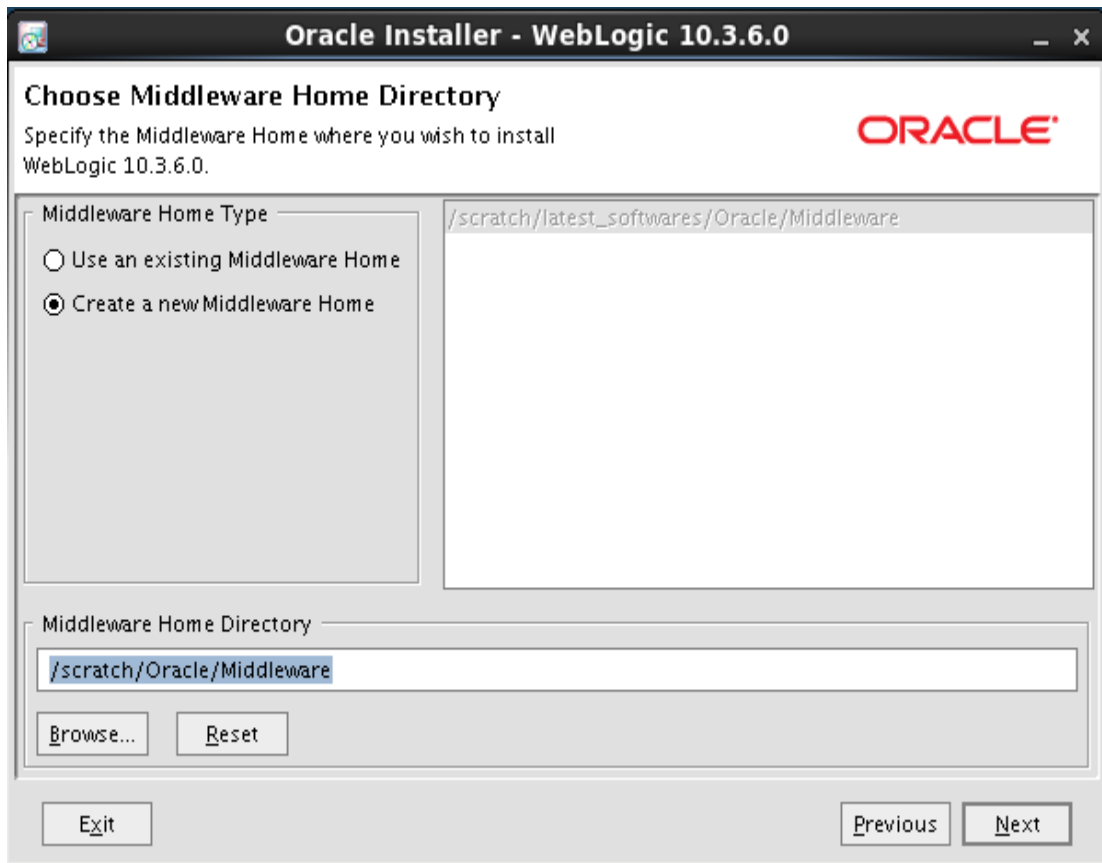 Oracle Installer - WebLogic 10.3.6.0
Choose Middleware Home Directory
Specify the Middleware Home where you wish to install
WebLogic 10.3.6.0.
ORACLE
Middleware Home Type
Use an existing Middleware Home
Create a new Middleware Home
/scratch/latest_softwares/Oracle/Middleware
Middleware Home Directory
/scratch/Oracle/Middleware
Browse... Reset
Exit Previous Next